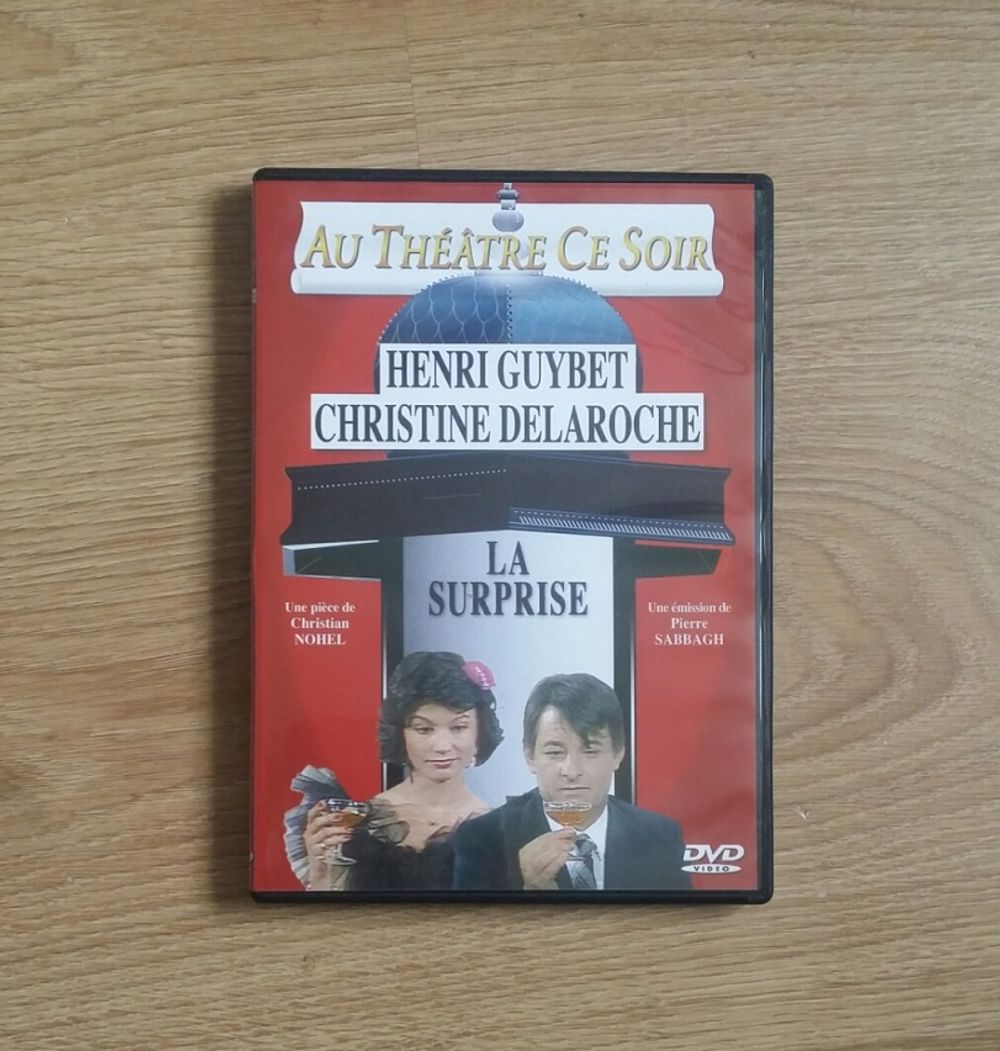 AU THÉÂTRE CE SOIR
HENRI GUYBET
CHRISTINE DELAROCHE
LA
SURPRISE
Une pièce de
Christian
NOHEL
Une émission de
Pierre
SABBAGH
DVD
VIDEO